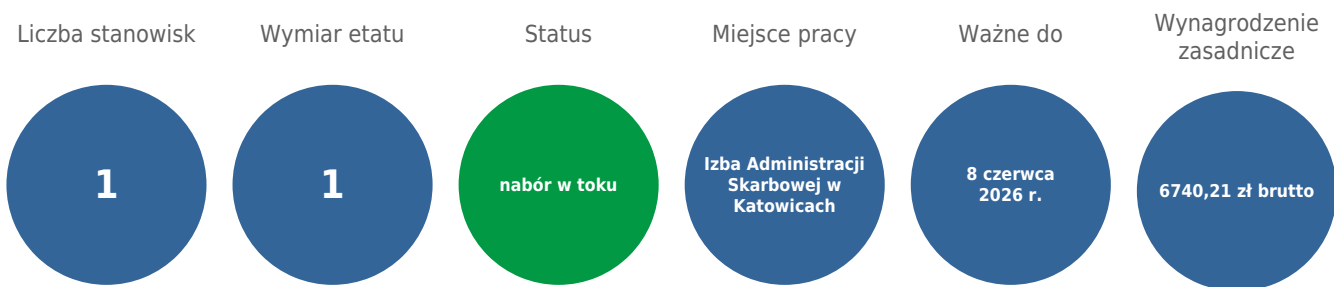 Liczba stanowisk
1
Wymiar etatu
1
Status
nabór w toku
Miejsce pracy
Izba Administracji
Skarbowej w
Katowicach
Ważne do
8 czerwca
2026 r.
Wynagrodzenie
zasadnicze
6740,21 zł brutto